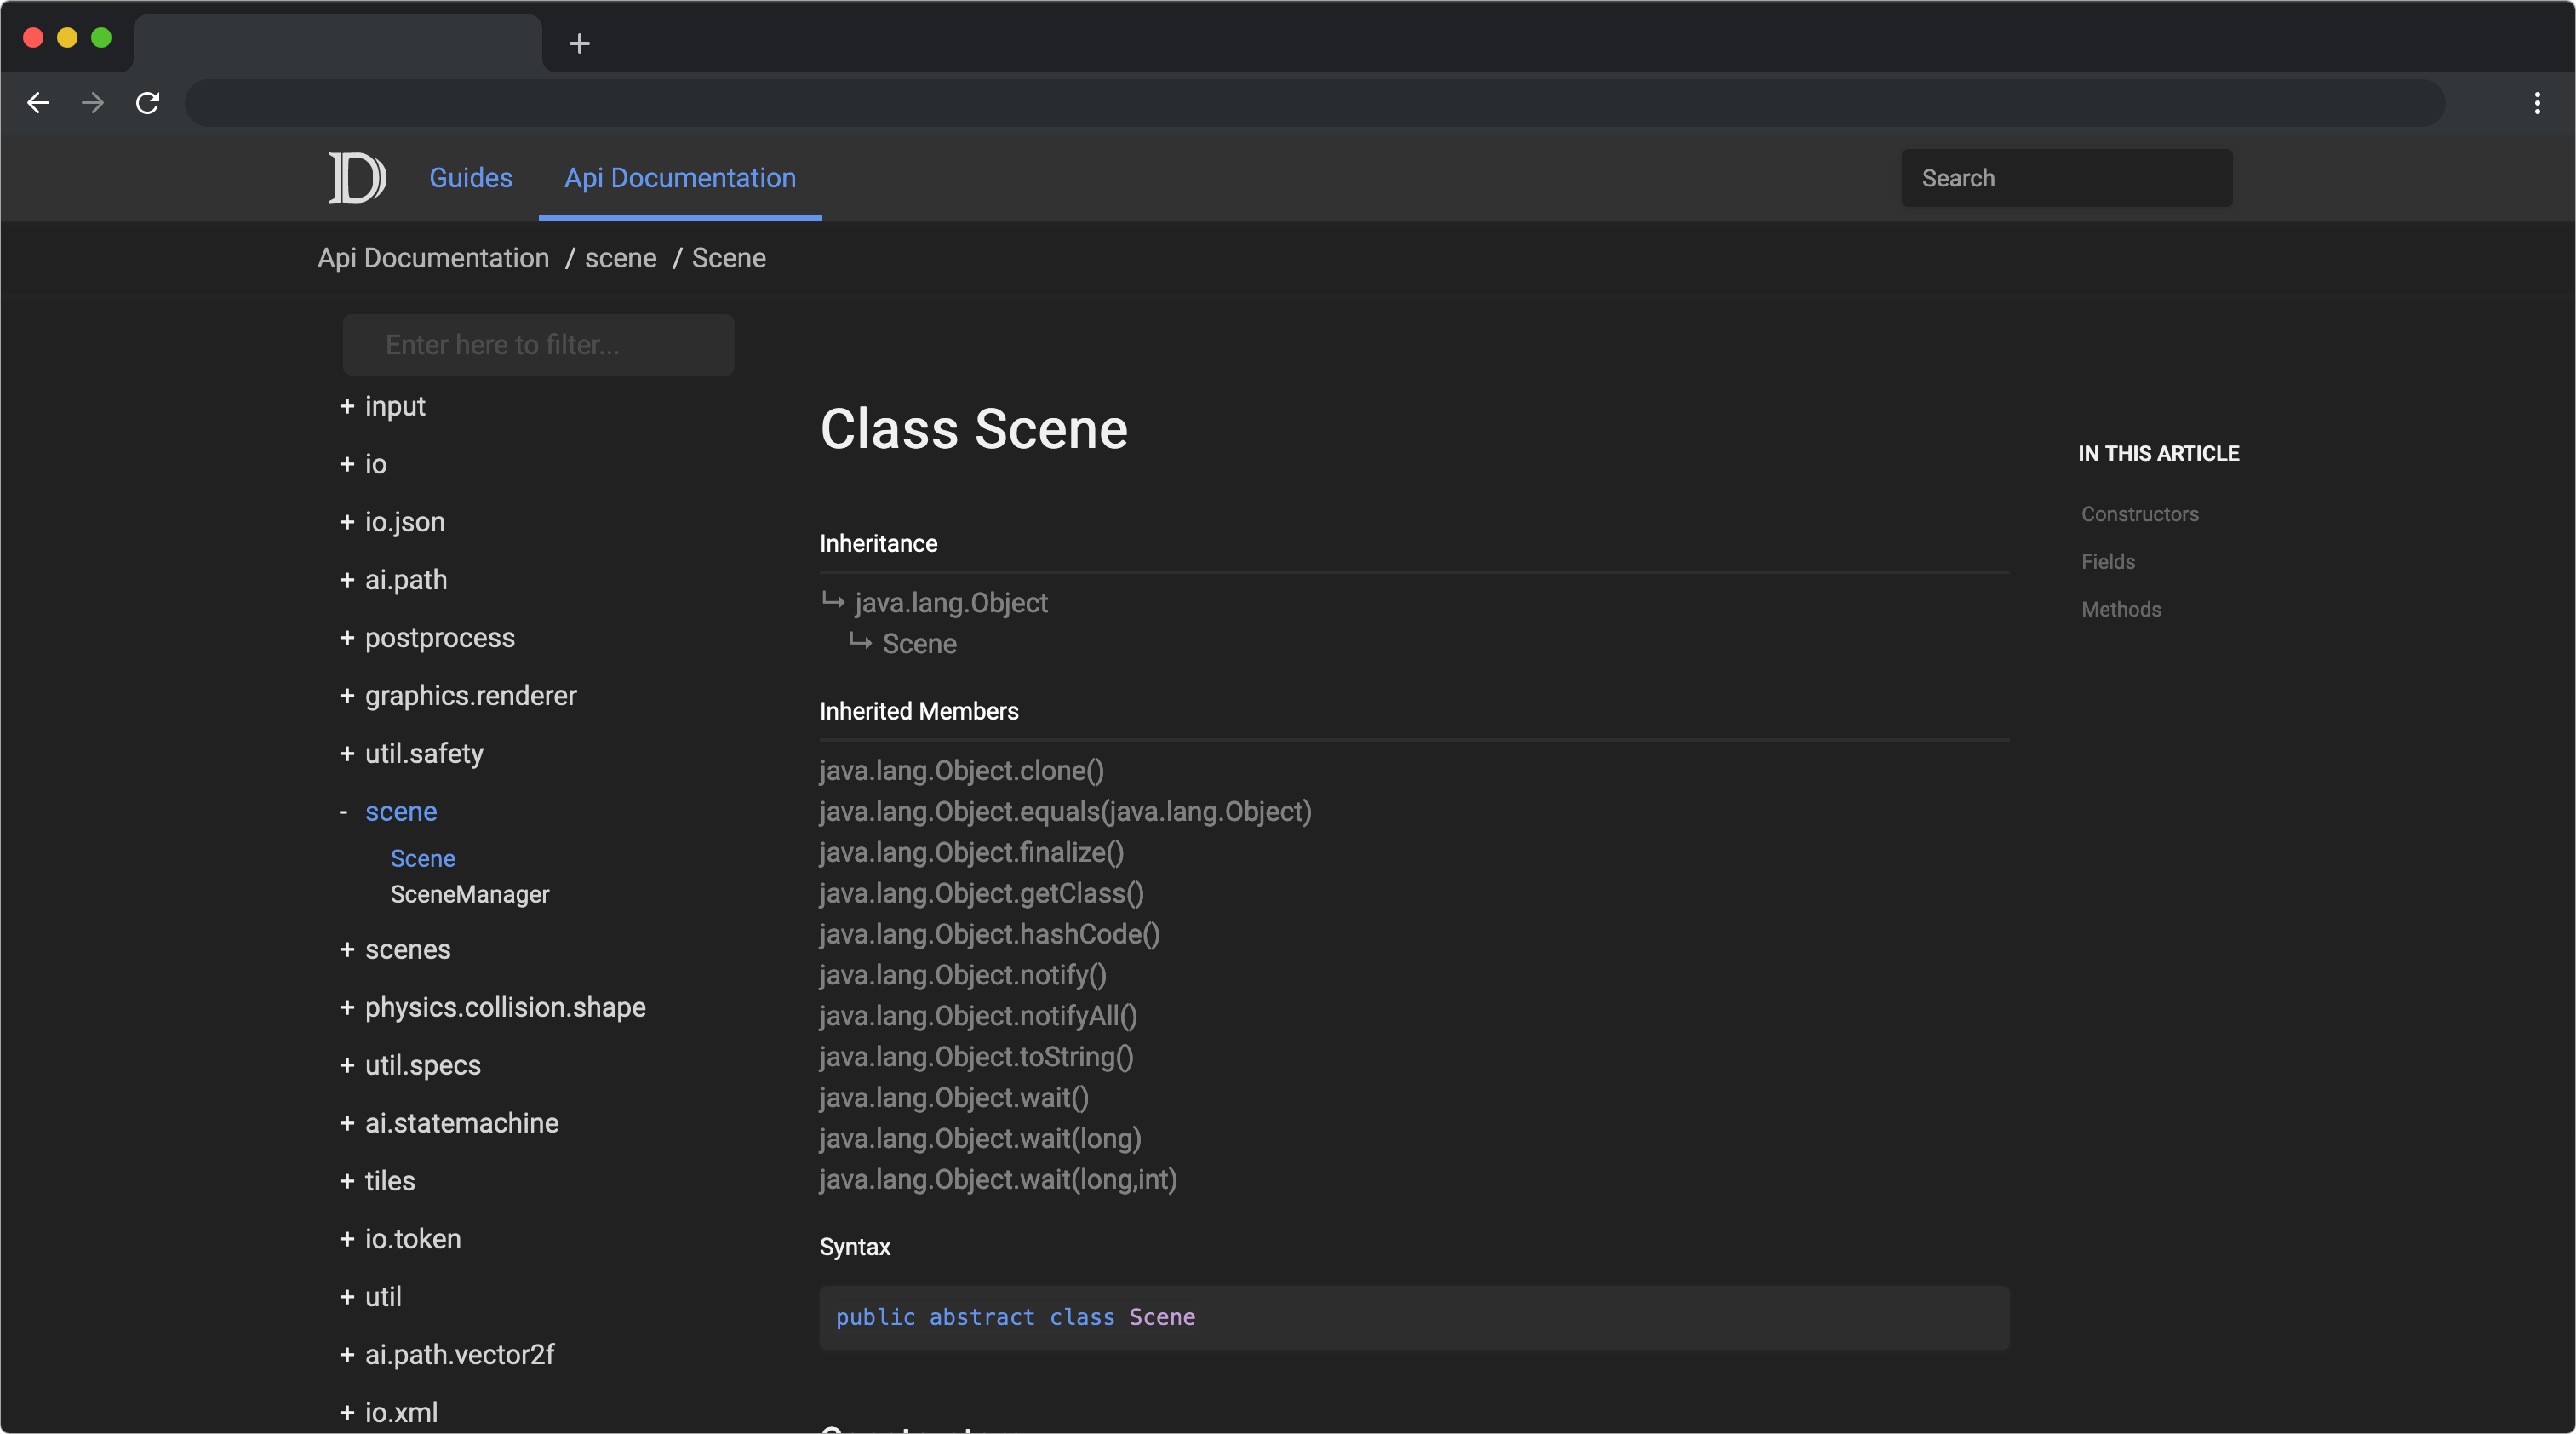 Guides
Api Documentation
Search
Api Documentation / scene / Scene
Enter here to filter...
+ input
+ io
+ io.json
+ ai.path
+ postprocess
+ graphics.renderer
+ util.safety
- scene
Scene
SceneManager
+ scenes
+ physics.collision.shape
+ util.specs
+ ai.statemachine
+ tiles
+ io.token
+ util
+ ai.path.vector2f
+ io.xml
Class Scene
Inheritance
↳ java.lang.Object
↳ Scene
Inherited Members
java.lang.Object.clone()
java.lang.Object.equals(java.lang.Object)
java.lang.Object.finalize()
java.lang.Object.getClass()
java.lang.Object.hashCode()
java.lang.Object.notify()
java.lang.Object.notifyAll()
java.lang.Object.toString()
java.lang.Object.wait()
java.lang.Object.wait(long)
java.lang.Object.wait(long,int)
Syntax
public abstract class Scene
IN THIS ARTICLE
Constructors
Fields
Methods